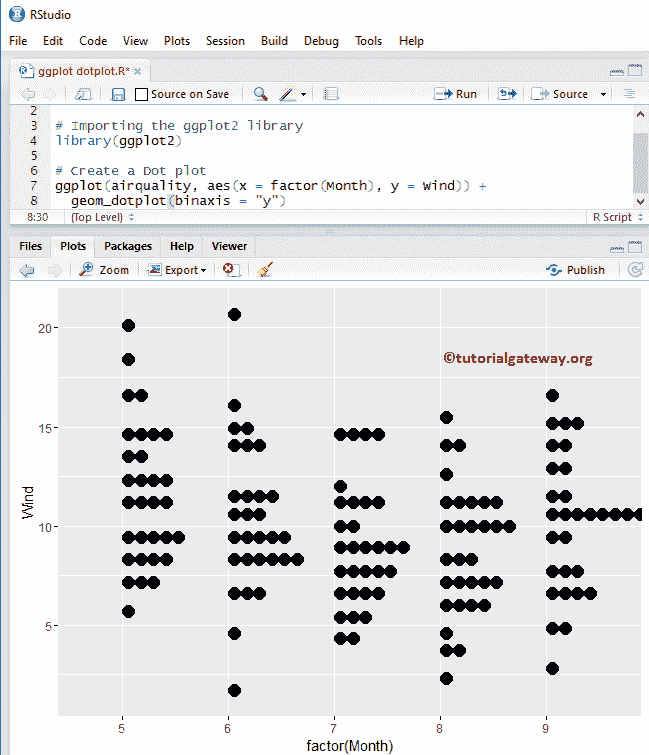 RStudio
File Edit Code View Plots Session Build Debug Tools Help
ggplot dotplot.R*
Source on Save Run Source
2
3 # Importing the ggplot2 library
4 library(ggplot2)
5
6 # Create a Dot plot
7 ggplot(airquality, aes(x = factor(Month), y = Wind)) +
8 geom_dotplot(binaxis = "y")
8:30 (Top Level) R Script
Files Plots Packages Help Viewer
Zoom Export Publish
20
©tutorialgateway.org
15
Wind
10
5
5 6 7 8 9
factor(Month)